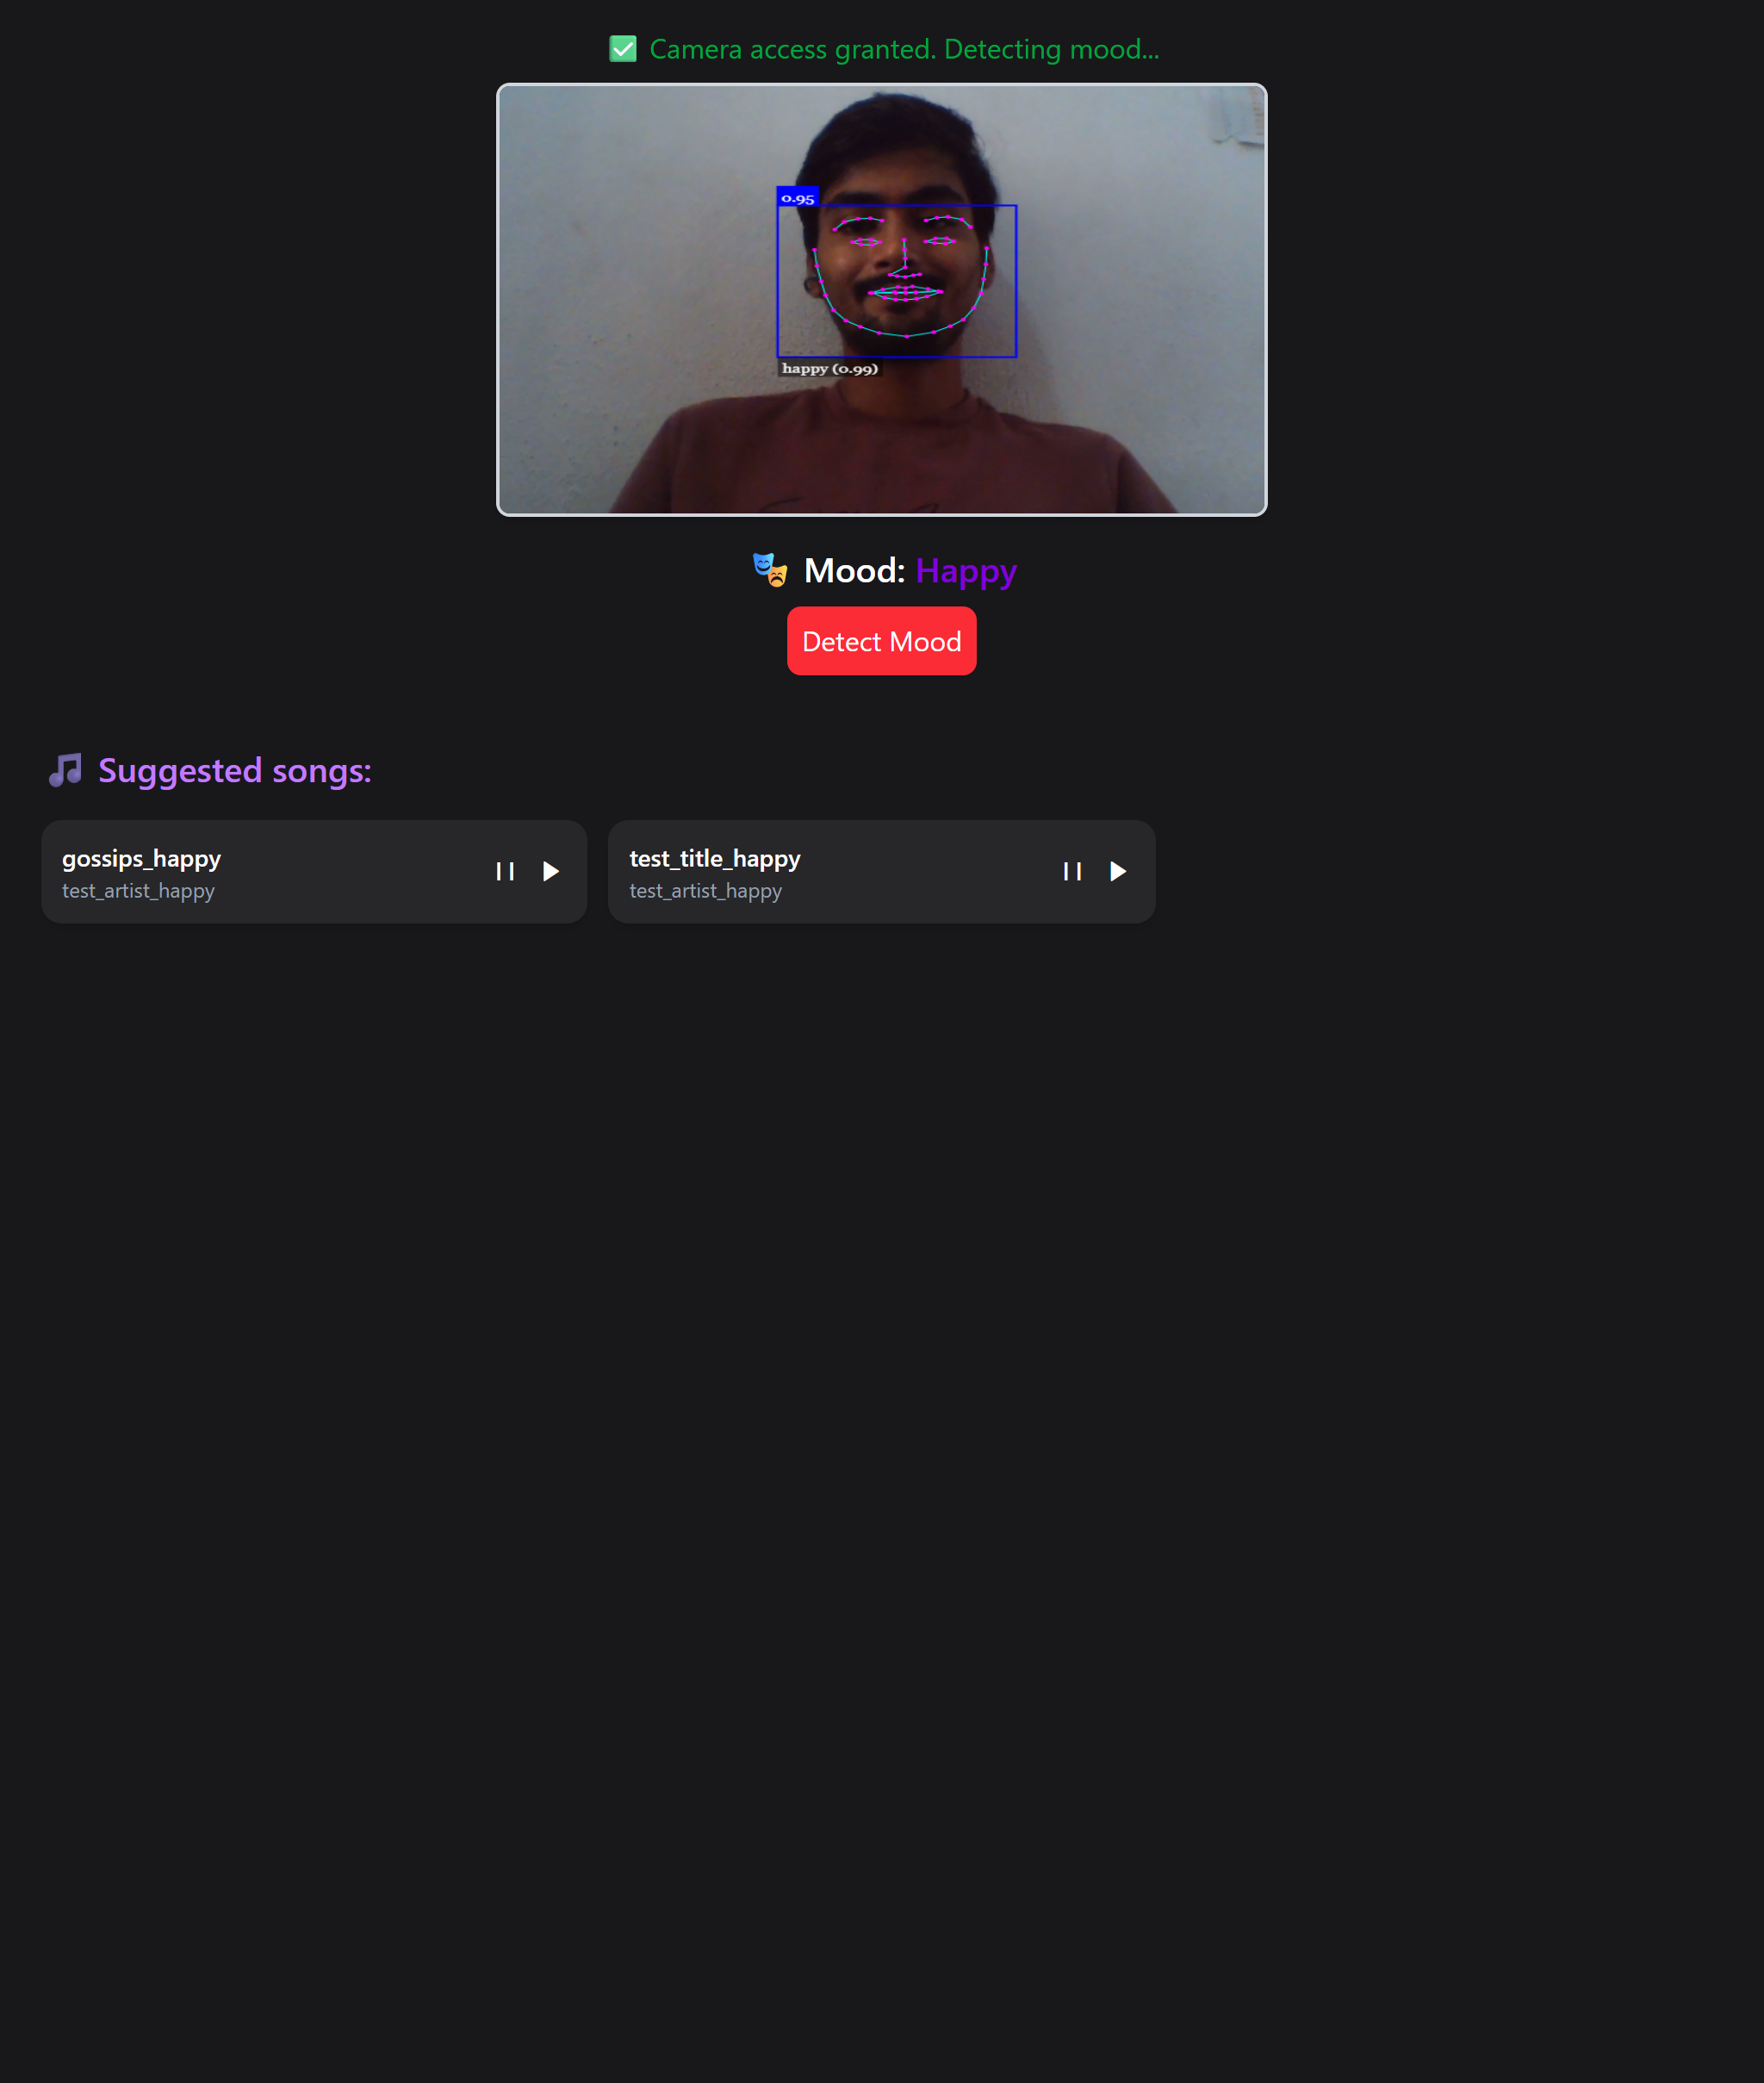 ✅ Camera access granted. Detecting mood...
0.95
happy (0.99)
🎭 Mood: Happy
Detect Mood
🎵 Suggested songs:
gossips_happy
test_artist_happy
test_title_happy
test_artist_happy